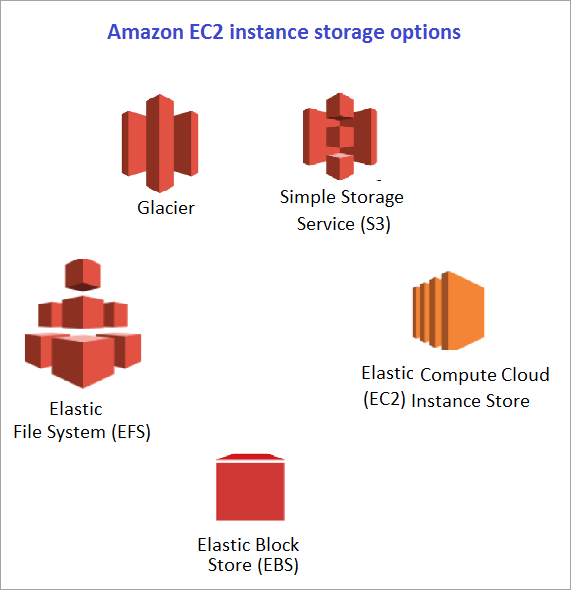 Amazon EC2 instance storage options
Glacier
Simple Storage
Service (S3)
Elastic Compute Cloud
(EC2) Instance Store
Elastic
File System (EFS)
Elastic Block
Store (EBS)